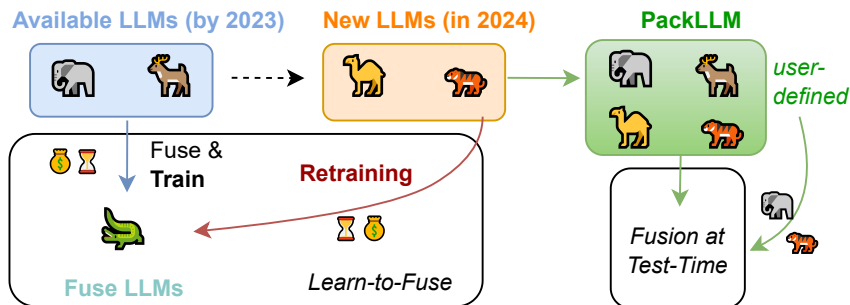 Available LLMs (by 2023)
New LLMs (in 2024)
PackLLM
user-
defined
Fuse &
Train
Retraining
Fuse LLMs
Learn-to-Fuse
Fusion at
Test-Time